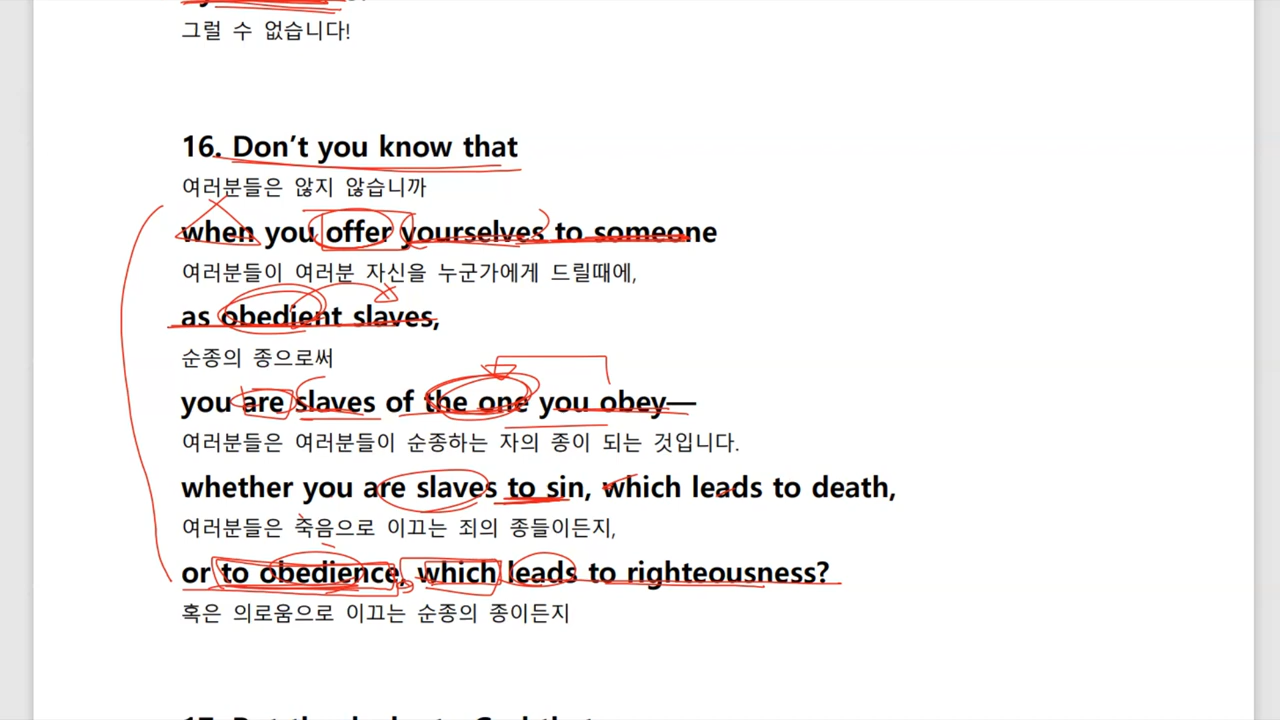 그럴 수 없습니다!
16. Don't you know that
여러분들은 않지 않습니까
when you offer yourselves to someone
여러분들이 여러분 자신을 누군가에게 드릴때에,
as obedient slaves,
순종의 종으로써
you are slaves of the one you obey—
여러분들은 여러분들이 순종하는 자의 종이 되는 것입니다.
whether you are slaves to sin, which leads to death,
여러분들은 죽음으로 이끄는 죄의 종들이든지,
or to obedience, which leads to righteousness?
혹은 의로움으로 이끄는 순종의 종이든지